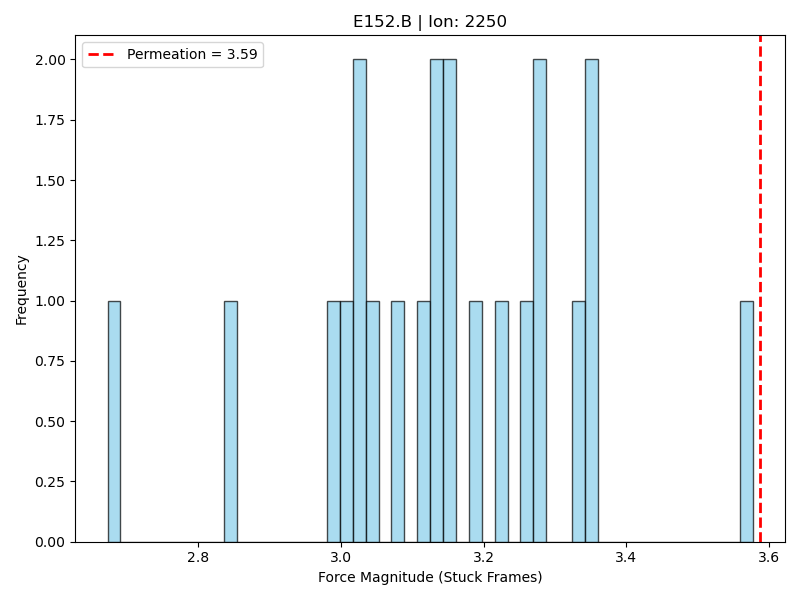 E152.B | Ion: 2250
Permeation = 3.59
2.00
1.75
1.50
1.25
1.00
0.75
0.50
0.25
0.00
Frequency
2.8 3.0 3.2 3.4 3.6
Force Magnitude (Stuck Frames)